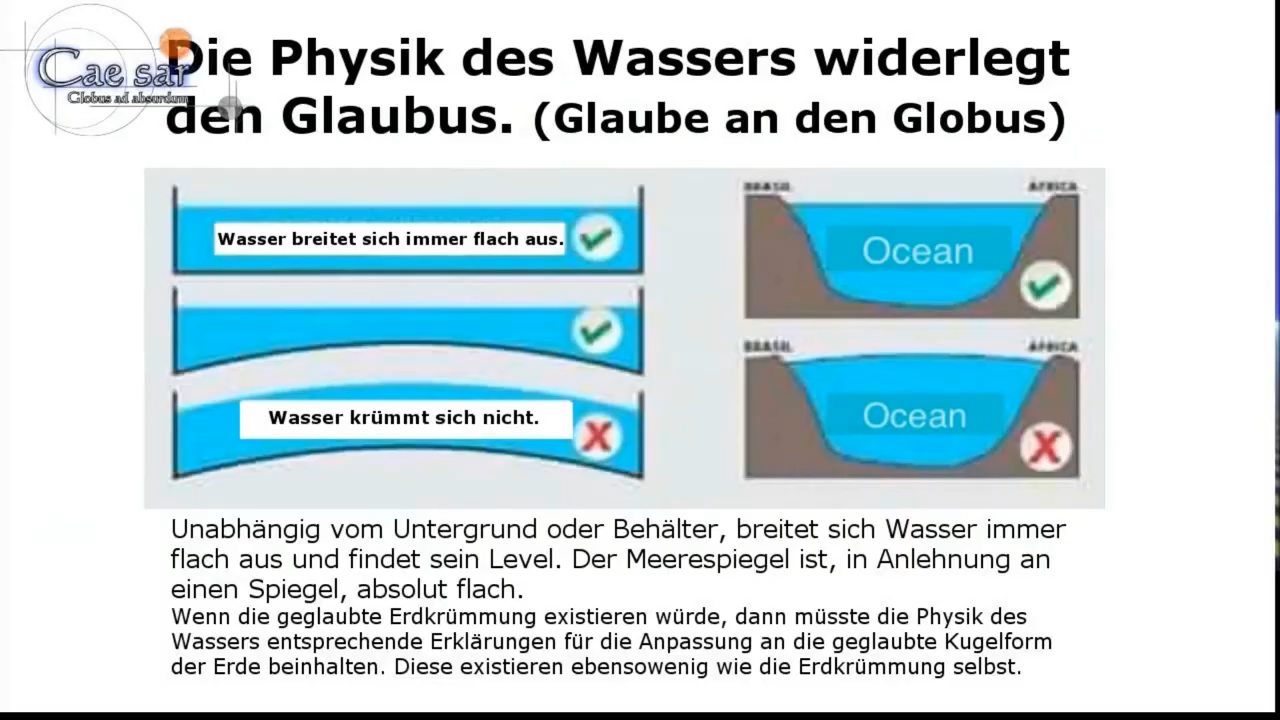 Cae sar
Globus ad absurdum
Die Physik des Wassers widerlegt
den Glaubus. (Glaube an den Globus)
Wasser breitet sich immer flach aus.
Wasser krümmt sich nicht.
BRASIL
ÁFRICA
Ocean
BRASIL
ÁFRICA
Ocean
Unabhängig vom Untergrund oder Behälter, breitet sich Wasser immer
flach aus und findet sein Level. Der Meerespiegel ist, in Anlehnung an
einen Spiegel, absolut flach.
Wenn die geglaubte Erdkrümmung existieren würde, dann müsste die Physik des
Wassers entsprechende Erklärungen für die Anpassung an die geglaubte Kugelform
der Erde beinhalten. Diese existieren ebensowenig wie die Erdkrümmung selbst.